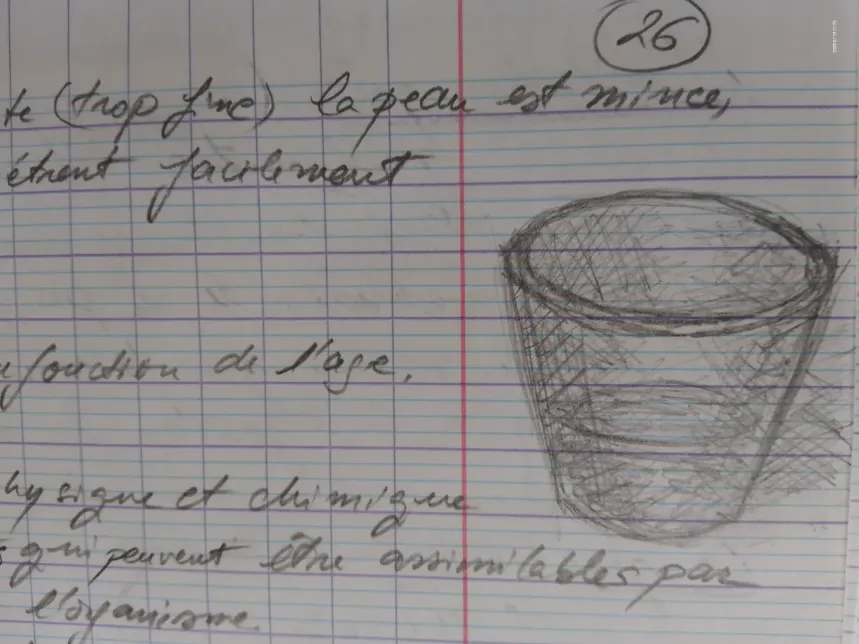 26
te (trop fine) la peau est mince,
étrent facilement
fonction de l'age.
hysique et chimique
qui peuvent être assimilables par
l'organisme.